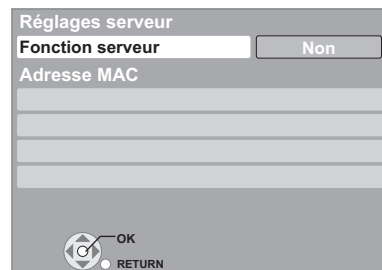 Réglages serveur
Fonction serveur Non
Adresse MAC
OK
RETURN